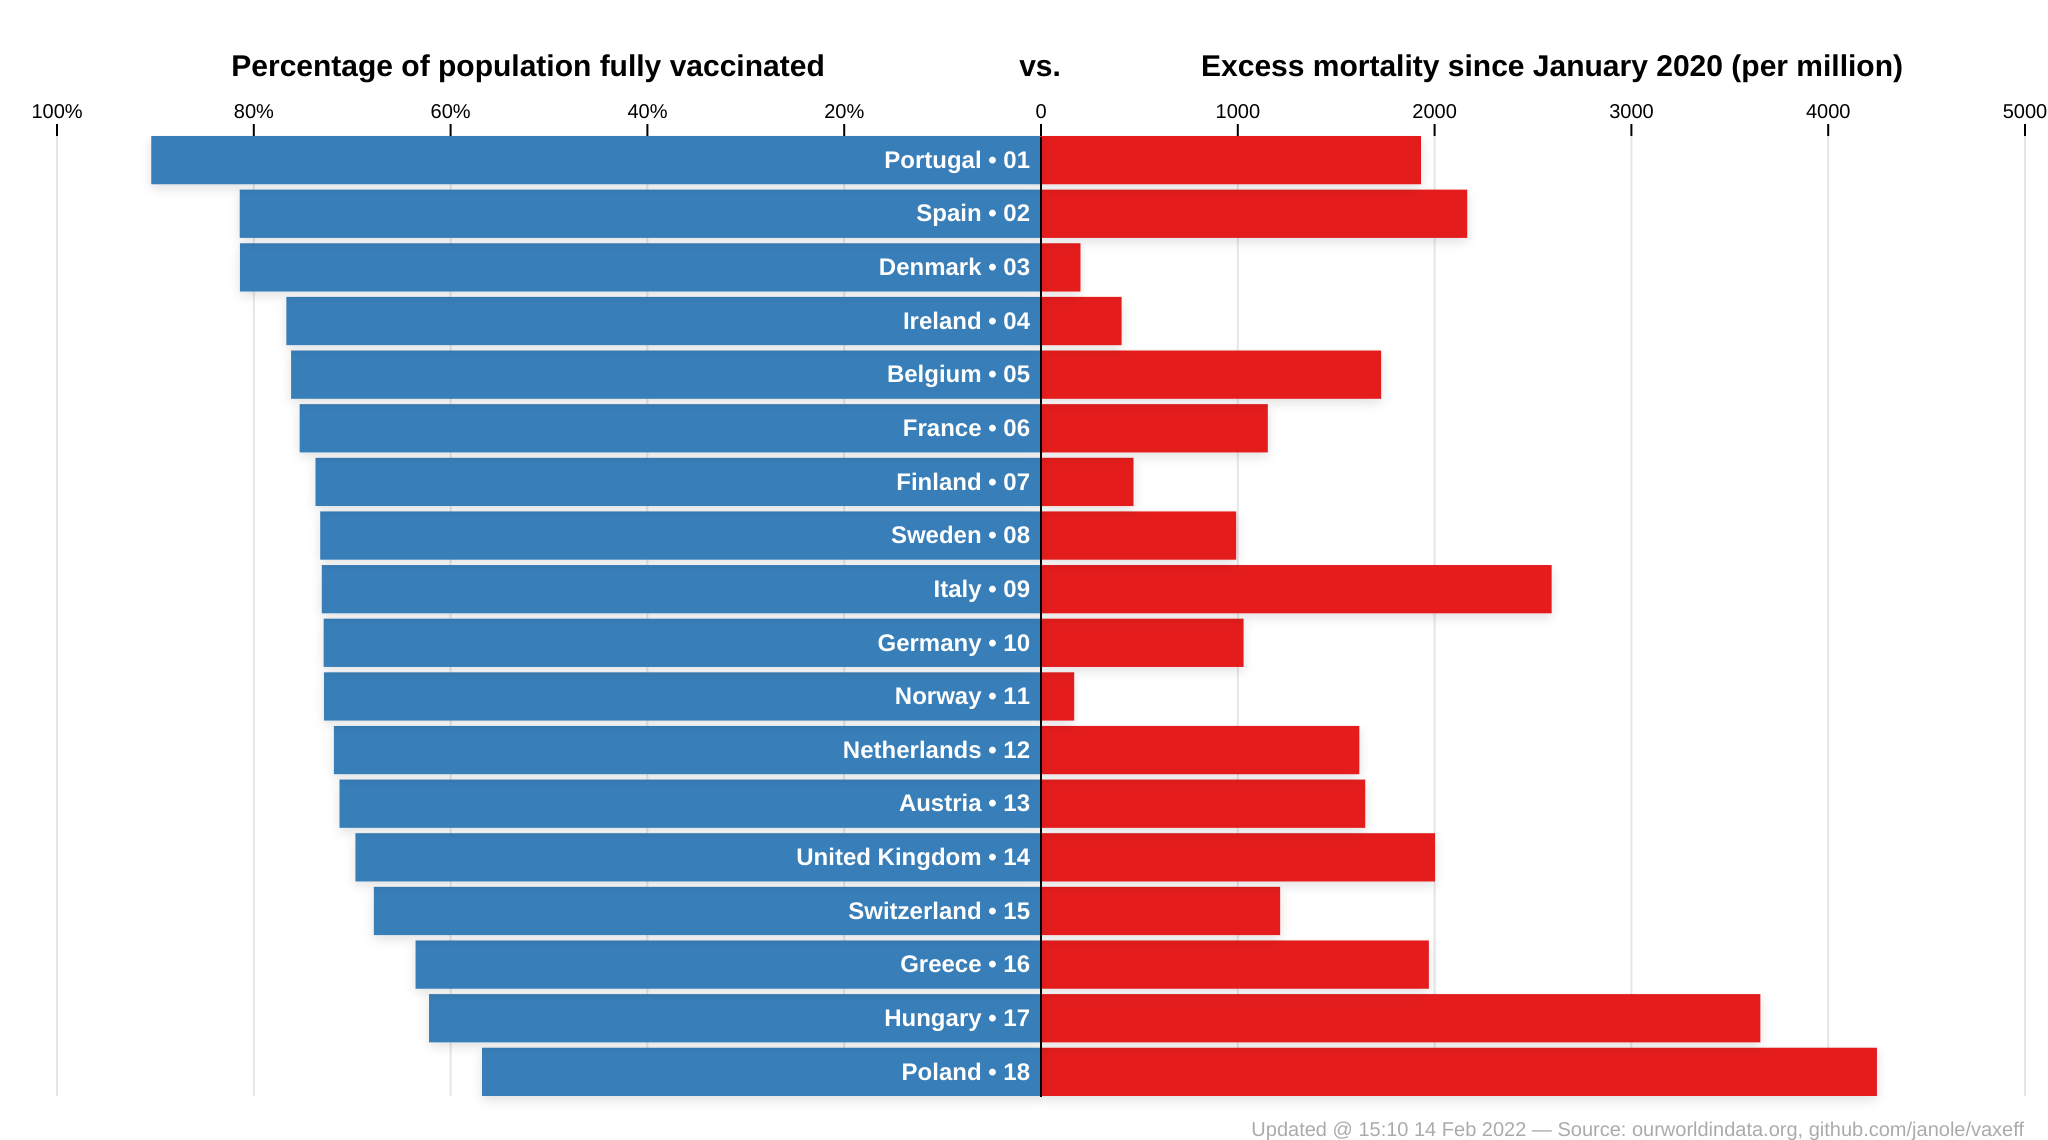 Percentage of population fully vaccinated vs. Excess mortality since January 2020 (per million)
100% 80% 60% 40% 20% 0 1000 2000 3000 4000 5000
Portugal • 01
Spain • 02
Denmark • 03
Ireland • 04
Belgium • 05
France • 06
Finland • 07
Sweden • 08
Italy • 09
Germany • 10
Norway • 11
Netherlands • 12
Austria • 13
United Kingdom • 14
Switzerland • 15
Greece • 16
Hungary • 17
Poland • 18
Updated @ 15:10 14 Feb 2022 — Source: ourworldindata.org, github.com/janole/vaxeff